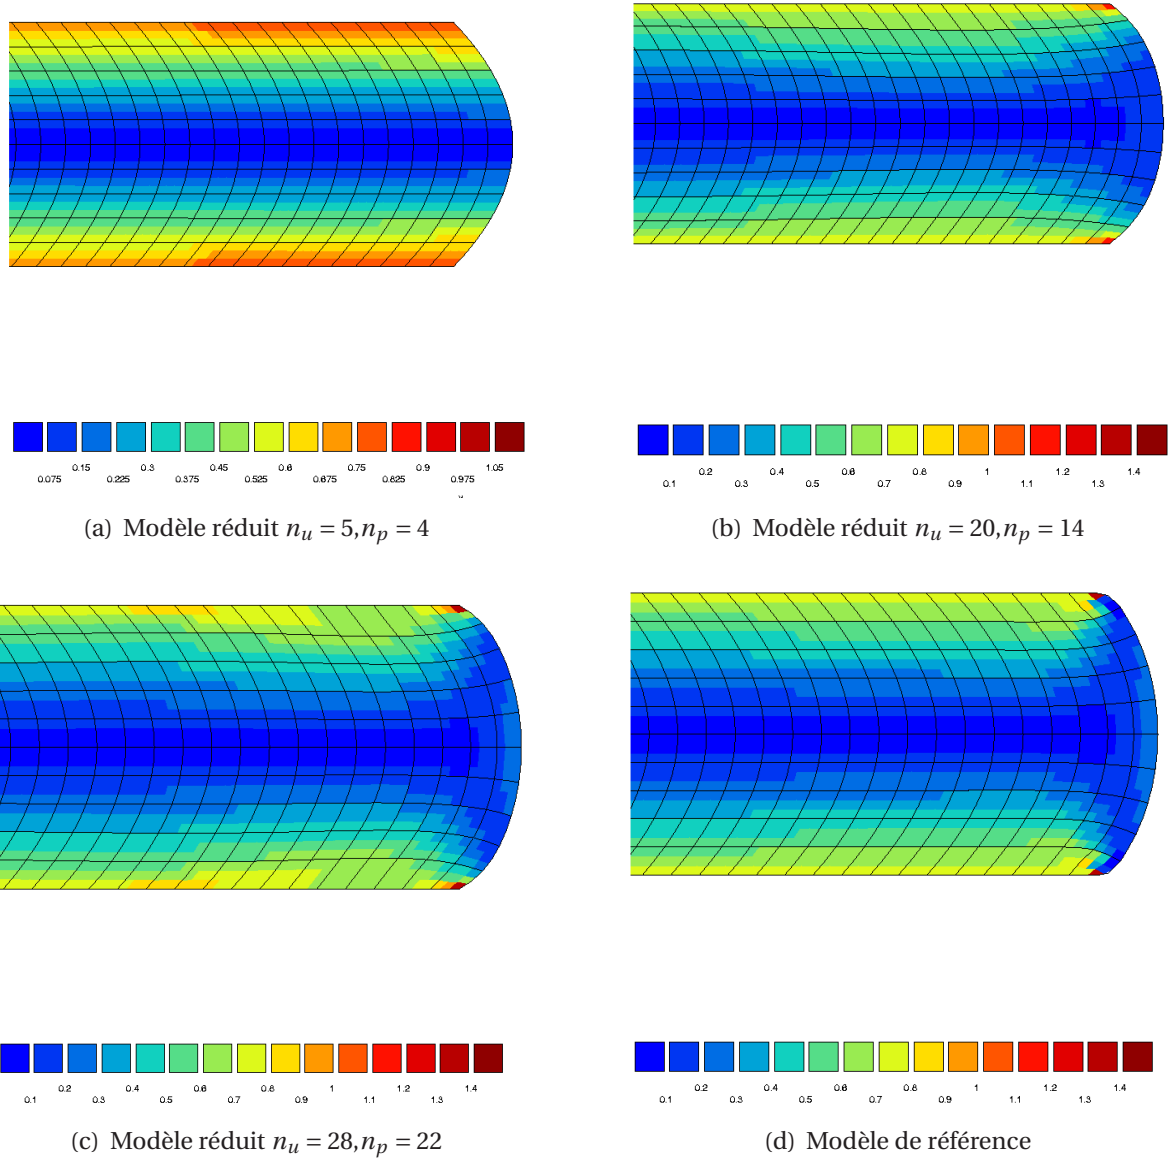 0.15 0.3 0.45 0.6 0.75 0.9 1.05
0.075 0.225 0.375 0.525 0.675 0.825 0.975
(a) Modèle réduit n_u = 5, n_p = 4
0.2 0.4 0.6 0.8 1 1.2 1.4
0.1 0.3 0.5 0.7 0.9 1.1 1.3
(b) Modèle réduit n_u = 20, n_p = 14
0.2 0.4 0.6 0.8 1 1.2 1.4
0.1 0.3 0.5 0.7 0.9 1.1 1.3
(c) Modèle réduit n_u = 28, n_p = 22
0.2 0.4 0.6 0.8 1 1.2 1.4
0.1 0.3 0.5 0.7 0.9 1.1 1.3
(d) Modèle de référence